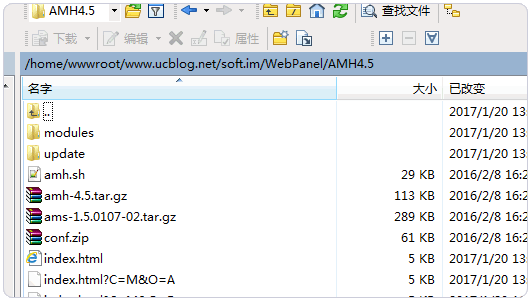 AMH4.5 查找文件
下载 编辑 属性
/home/wwwroot/www.ucblog.net/soft.im/WebPanel/AMH4.5
名字 大小 已改变
.. 2017/1/20 13
modules 2017/1/20 13
update 2017/1/20 13
amh.sh 29 KB 2016/2/8 16:2
amh-4.5.tar.gz 113 KB 2016/2/8 16:2
ams-1.5.0107-02.tar.gz 289 KB 2016/2/8 16:2
conf.zip 61 KB 2016/2/8 16:2
index.html 5 KB 2017/1/20 13
index.html?C=M&O=A 5 KB 2017/1/20 13